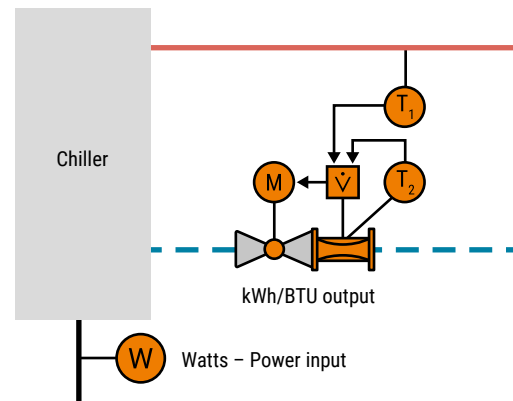 T1
Chiller
M
V̇
T2
kWh/BTU output
W
Watts – Power input